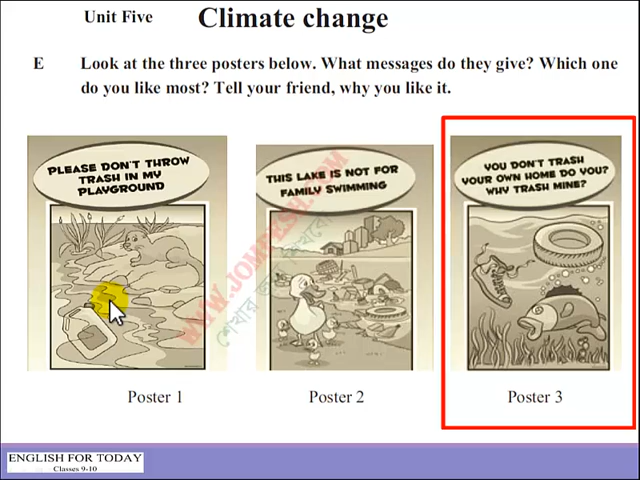 Unit Five
Climate change
E Look at the three posters below. What messages do they give? Which one
do you like most? Tell your friend, why you like it.
PLEASE DON'T THROW
TRASH IN MY
PLAYGROUND
THIS LAKE IS NOT FOR
FAMILY SWIMMING
YOU DON'T TRASH
YOUR OWN HOME DO YOU?
WHY TRASH MINE?
Poster 1
Poster 2
Poster 3
ENGLISH FOR TODAY
Classes 9-10